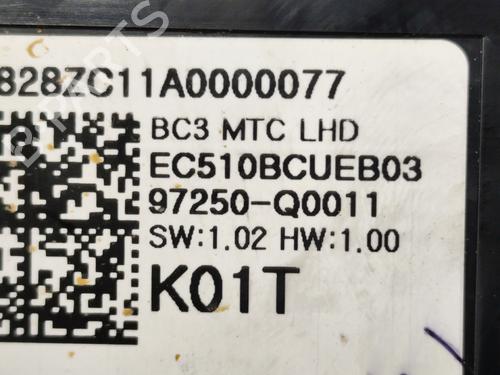 828ZC11A0000077
BC3 MTC LHD
EC510BCUEB03
97250-Q0011
SW:1.02 HW:1.00
K01T